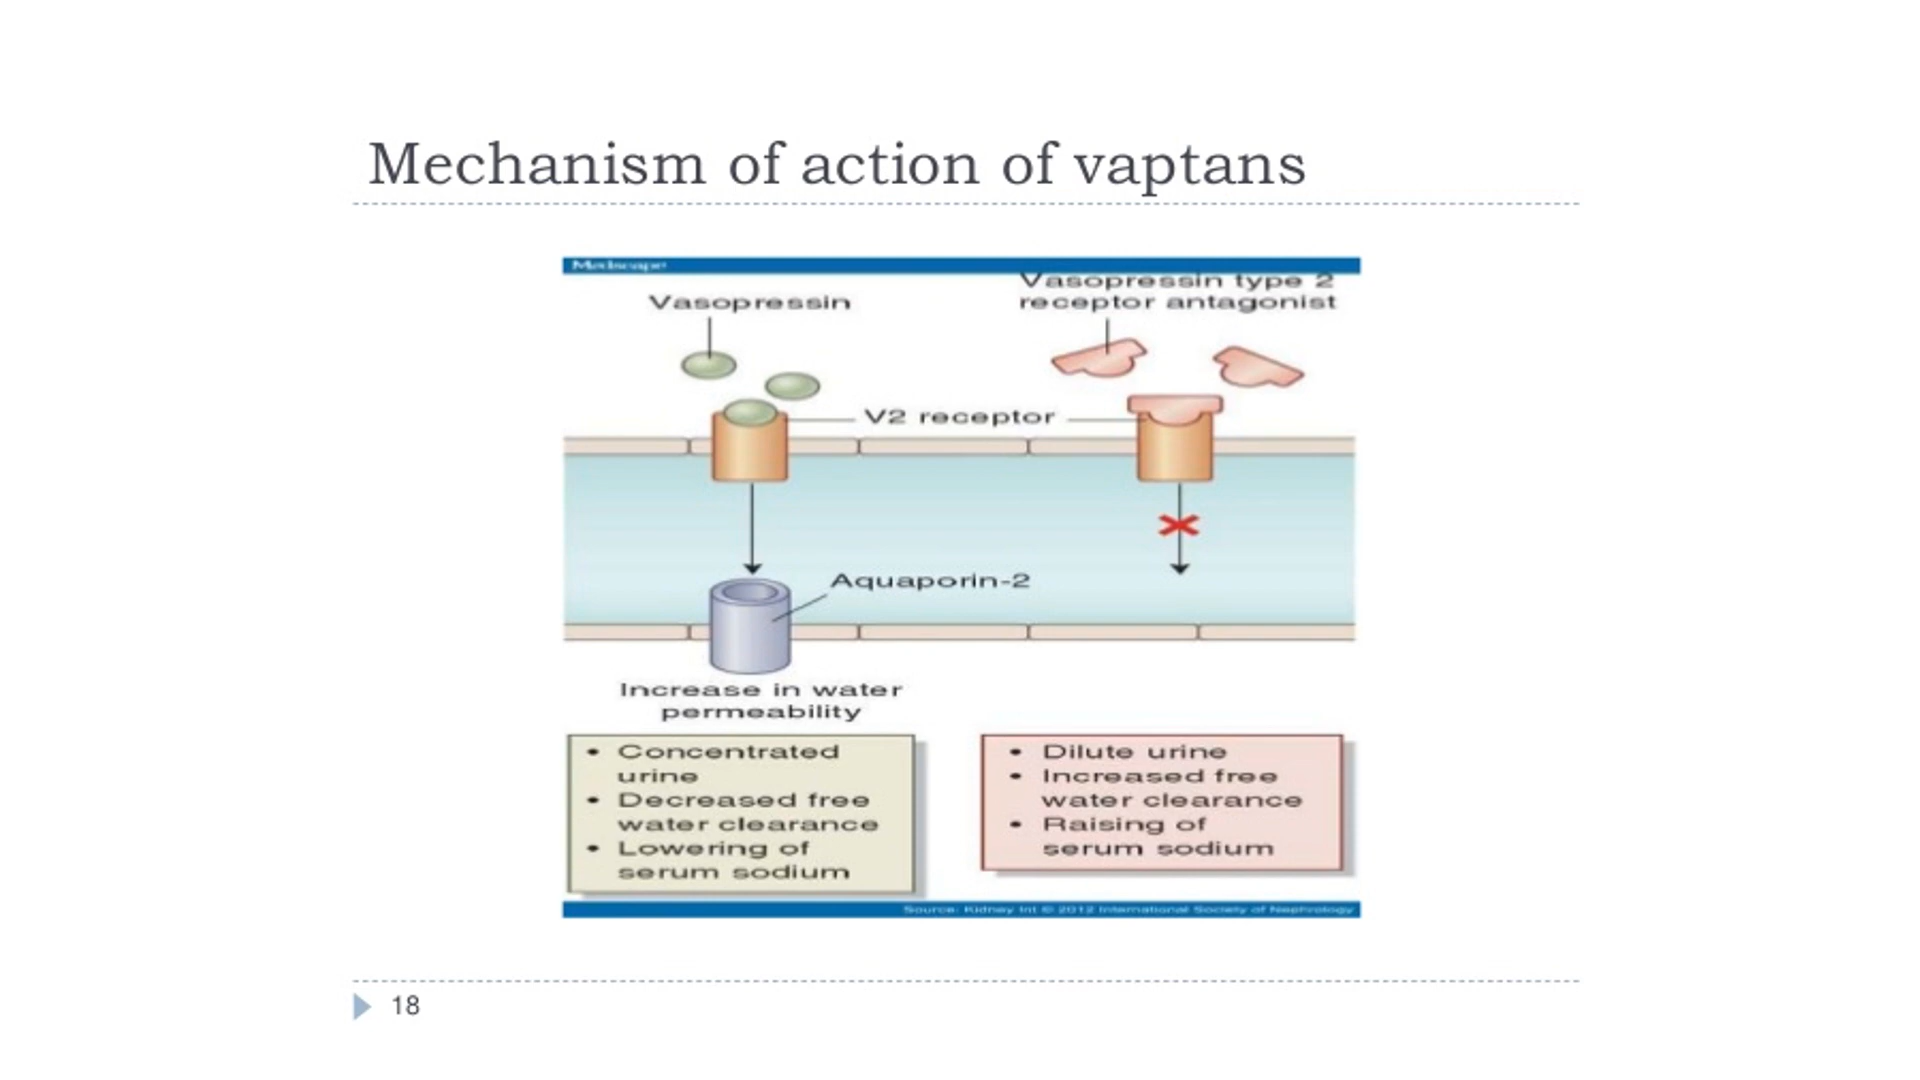 Mechanism of action of vaptans
Medscape
Vasopressin
Vasopressin type 2
receptor antagonist
V2 receptor
Aquaporin-2
Increase in water
permeability
• Concentrated
urine
• Decreased free
water clearance
• Lowering of
serum sodium
• Dilute urine
• Increased free
water clearance
• Raising of
serum sodium
Source: Kidney Int © 2012 International Society of Nephrology
18